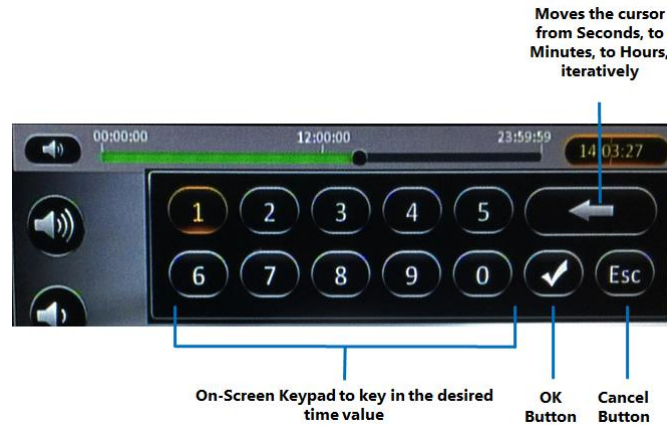 Moves the cursor
from Seconds, to
Minutes, to Hours,
iteratively
00:00:00 12:00:00 23:59:59
14:03:27
1 2 3 4 5
6 7 8 9 0 Esc
On-Screen Keypad to key in the desired
time value
OK
Button
Cancel
Button